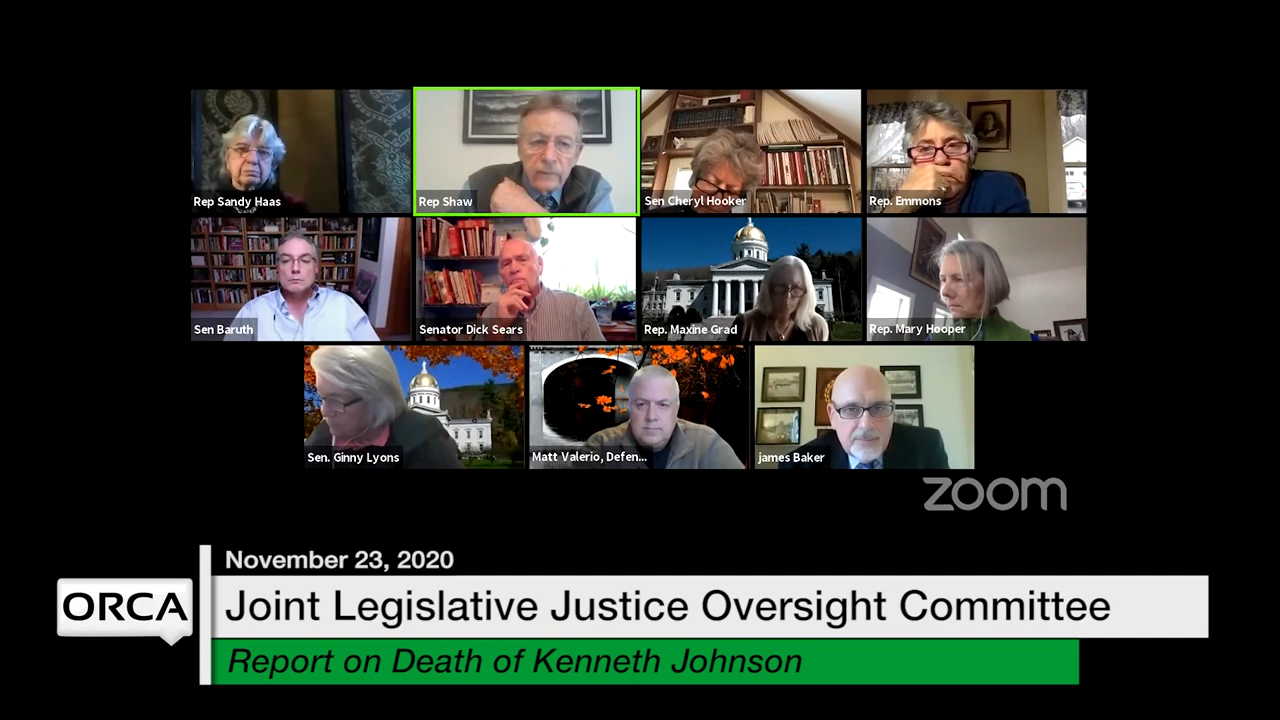 Rep Sandy Haas
Rep Shaw
Sen Cheryl Hooker
Rep. Emmons
Sen Baruth
Senator Dick Sears
Rep. Maxine Grad
Rep. Mary Hooper
Sen. Ginny Lyons
Matt Valerio, Defen...
james Baker
zoom
November 23, 2020
ORCA
Joint Legislative Justice Oversight Committee
Report on Death of Kenneth Johnson